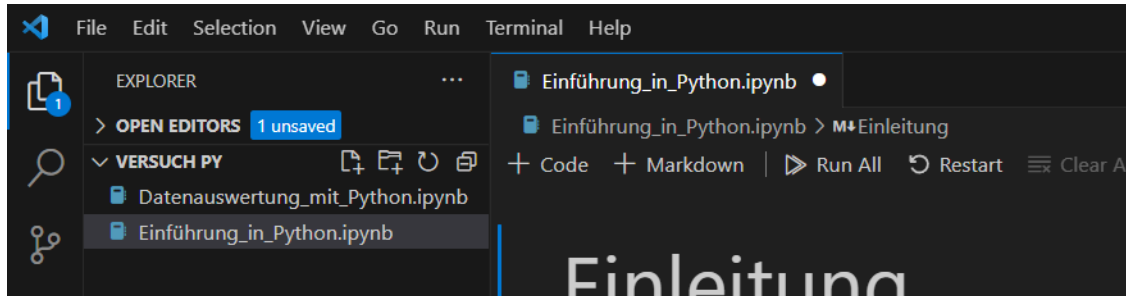 File Edit Selection View Go Run Terminal Help
EXPLORER ...
1
OPEN EDITORS 1 unsaved
VERSUCH PY
Datenauswertung_mit_Python.ipynb
Einführung_in_Python.ipynb
Einführung_in_Python.ipynb
Einführung_in_Python.ipynb > M↓Einleitung
+ Code + Markdown | Run All Restart Clear A
Einleitung